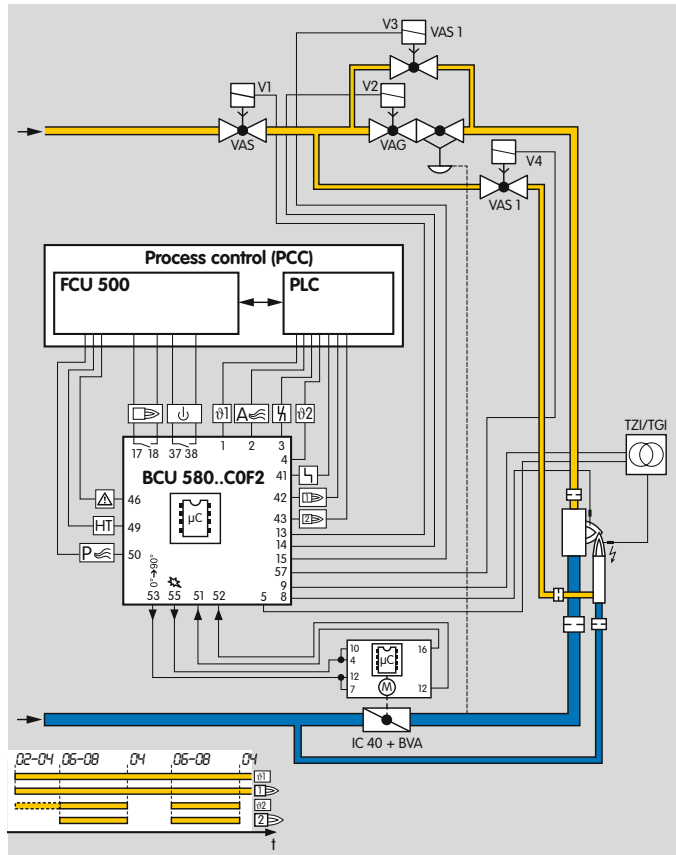 V3
VAS 1
V1
V2
VAS
VAG
V4
VAS 1
Process control (PCC)
FCU 500
PLC
ϑ1
A
ϑ2
17 18 37 38
1
2
3
4
TZI/TGI
BCU 580..C0F2
µC
41
46
42
1
HT
49
43
2
13
P
50
14
15
57
9
8
0°→90°
53
55
51
52
5
10
4
12
7
µC
M
16
12
IC 40 + BVA
02-04 06-08 04 06-08 04
ϑ1
1
ϑ2
2
t